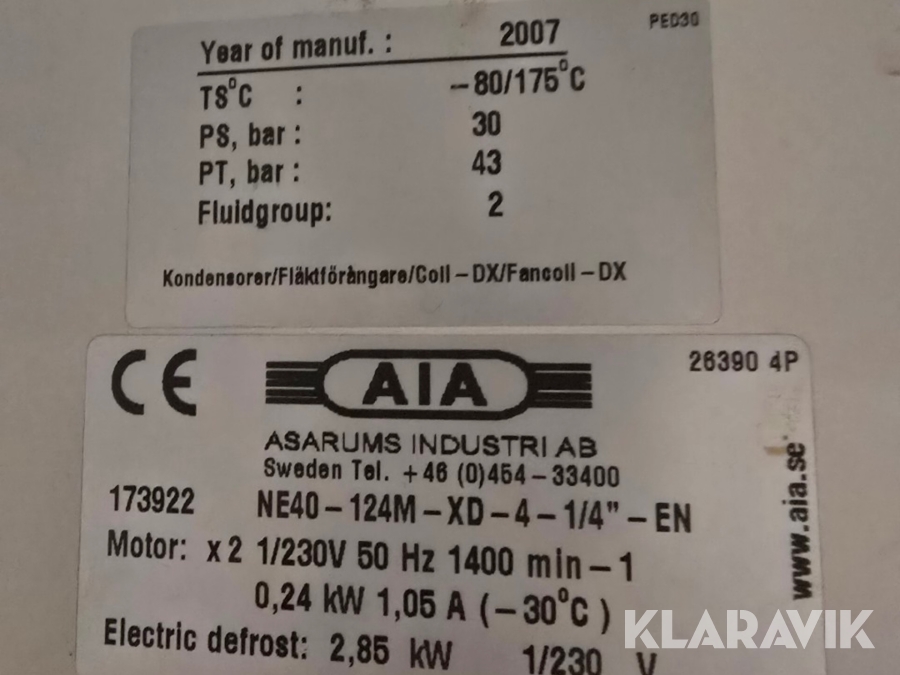 PED30
Year of manuf. : 2007
TS°C : -80/175°C
PS, bar : 30
PT, bar : 43
Fluidgroup: 2
Kondensorer/Fläktförångare/Coil - DX/Fancoil - DX
CE AIA 26390 4P
ASARUMS INDUSTRI AB
Sweden Tel. +46 (0)454-33400
173922 NE40-124M-XD-4-1/4"-EN
Motor: x 2 1/230V 50 Hz 1400 min-1
0,24 kW 1,05 A (-30°C)
Electric defrost: 2,85 kW 1/230 V
www.aia.se
KLARAVIK